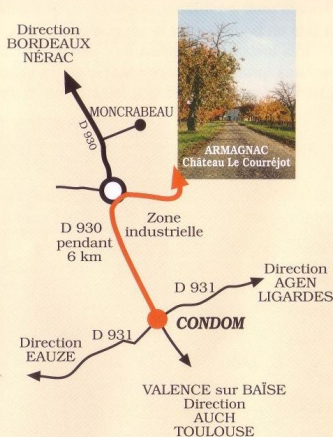 Direction
BORDEAUX
NÉRAC
MONCRABEAU
D 930
ARMAGNAC
Château Le Courréjot
D 930
pendant
6 km
Zone
industrielle
D 931
Direction
AGEN
LIGARDES
CONDOM
D 931
Direction
EAUZE
VALENCE sur BAÏSE
Direction
AUCH
TOULOUSE